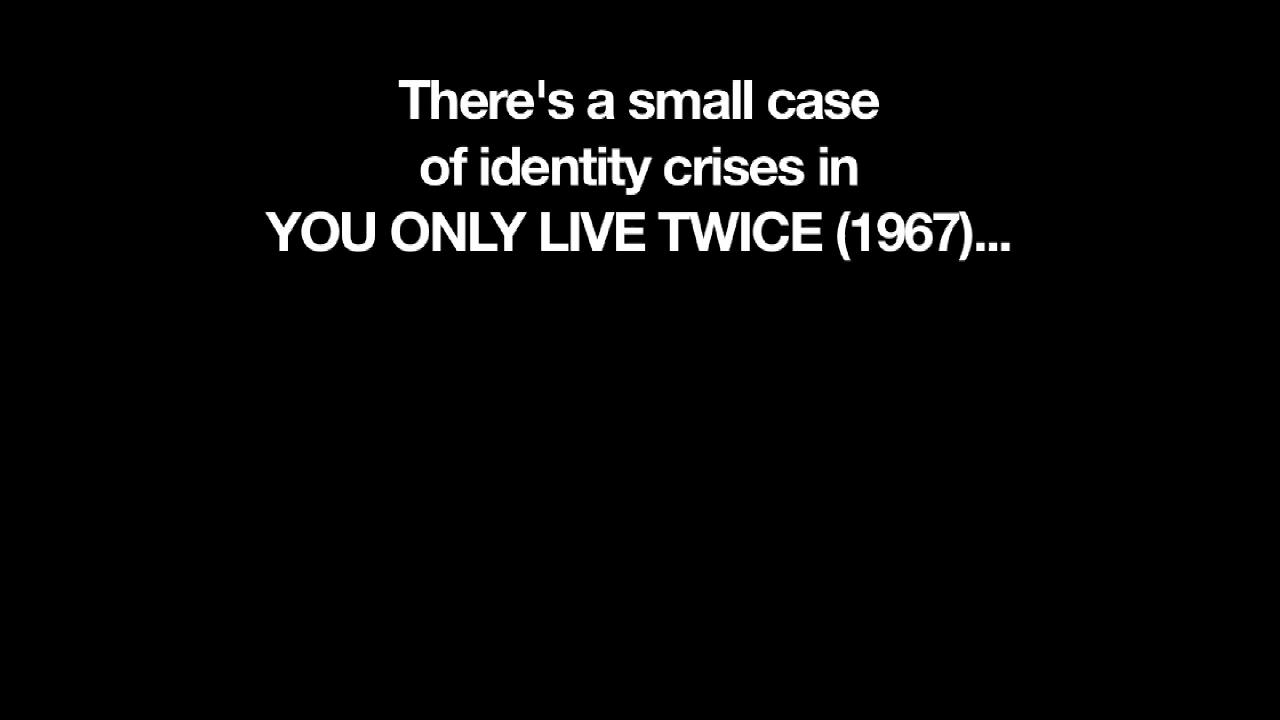 There's a small case
of identity crises in
YOU ONLY LIVE TWICE (1967)...